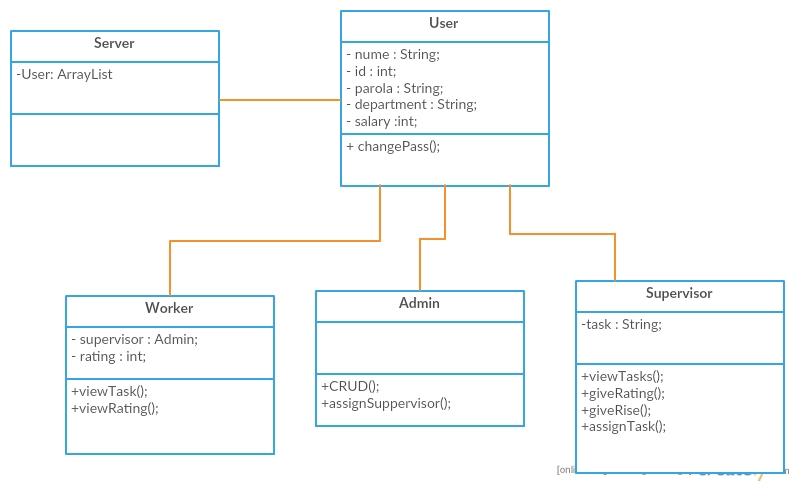 Server
-User: ArrayList
User
- nume : String;
- id : int;
- parola : String;
- department : String;
- salary :int;
+ changePass();
Worker
- supervisor : Admin;
- rating : int;
+viewTask();
+viewRating();
Admin
+CRUD();
+assignSuppervisor();
Supervisor
-task : String;
+viewTasks();
+giveRating();
+giveRise();
+assignTask();